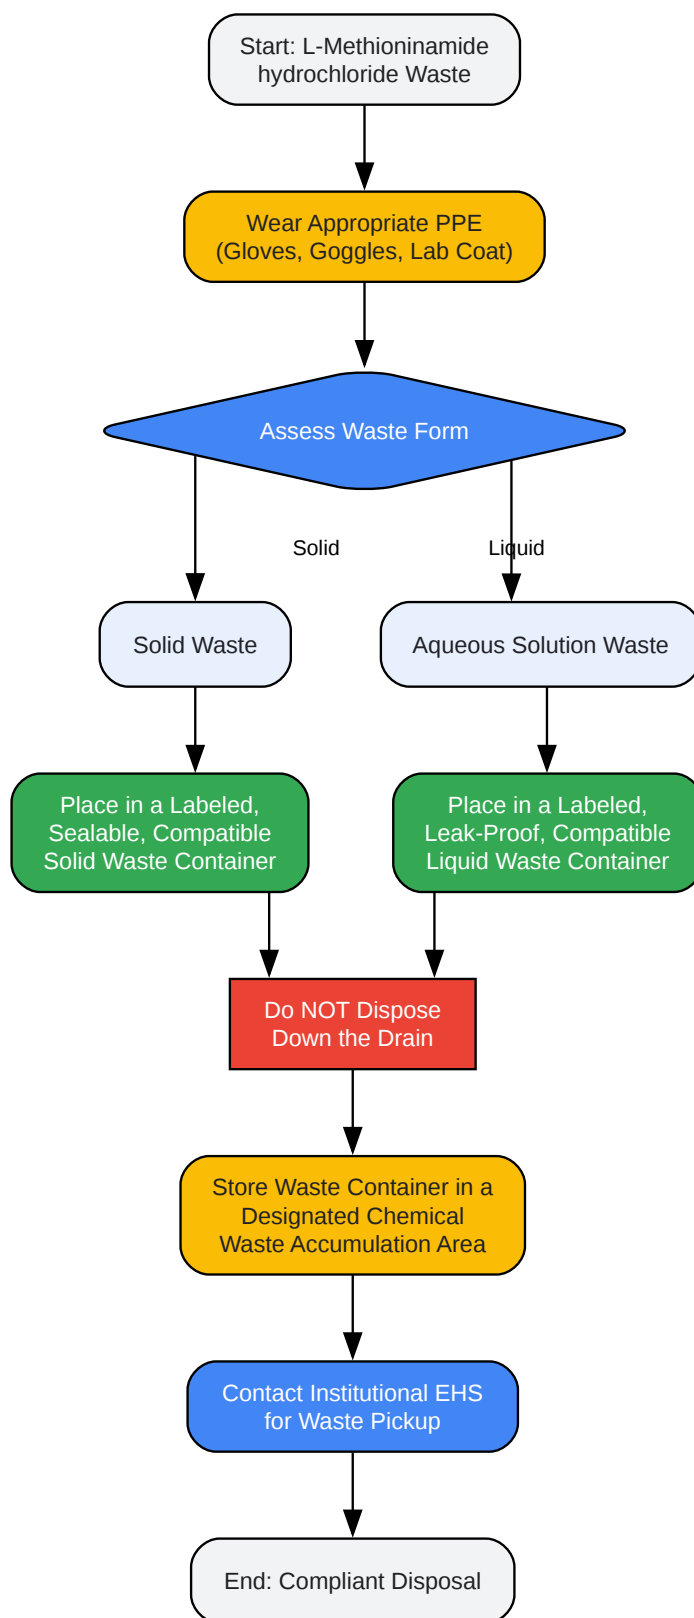 Start: L-Methioninamide
hydrochloride Waste
Wear Appropriate PPE
(Gloves, Goggles, Lab Coat)
Assess Waste Form
Solid
Liquid
Solid Waste
Aqueous Solution Waste
Place in a Labeled,
Sealable, Compatible
Solid Waste Container
Place in a Labeled,
Leak-Proof, Compatible
Liquid Waste Container
Do NOT Dispose
Down the Drain
Store Waste Container in a
Designated Chemical
Waste Accumulation Area
Contact Institutional EHS
for Waste Pickup
End: Compliant Disposal